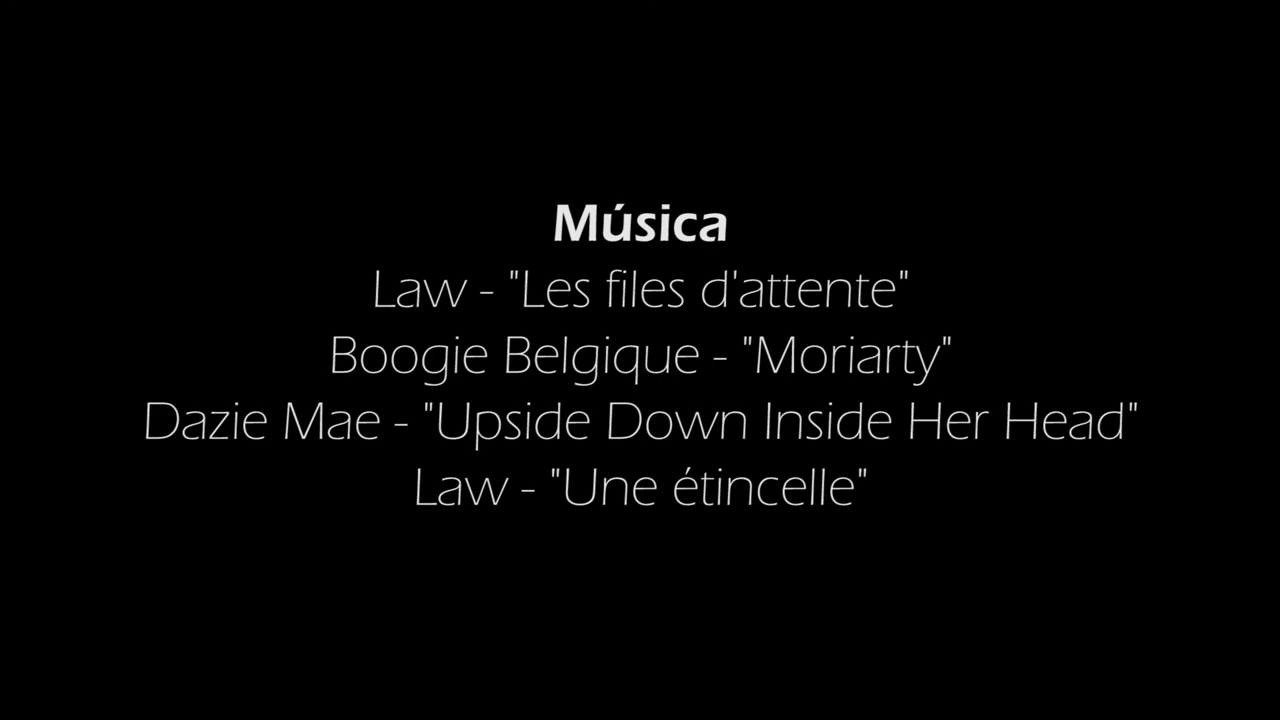 Música
Law - "Les files d'attente"
Boogie Belgique - "Moriarty"
Dazie Mae - "Upside Down Inside Her Head"
Law - "Une étincelle"